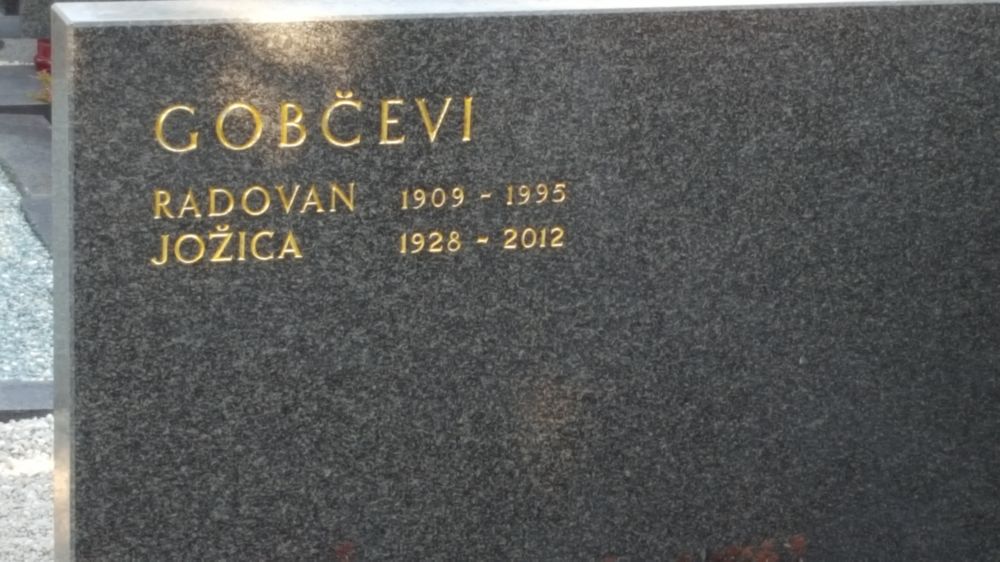 GOBČEVI
RADOVAN 1909 - 1995
JOŽICA 1928 - 2012